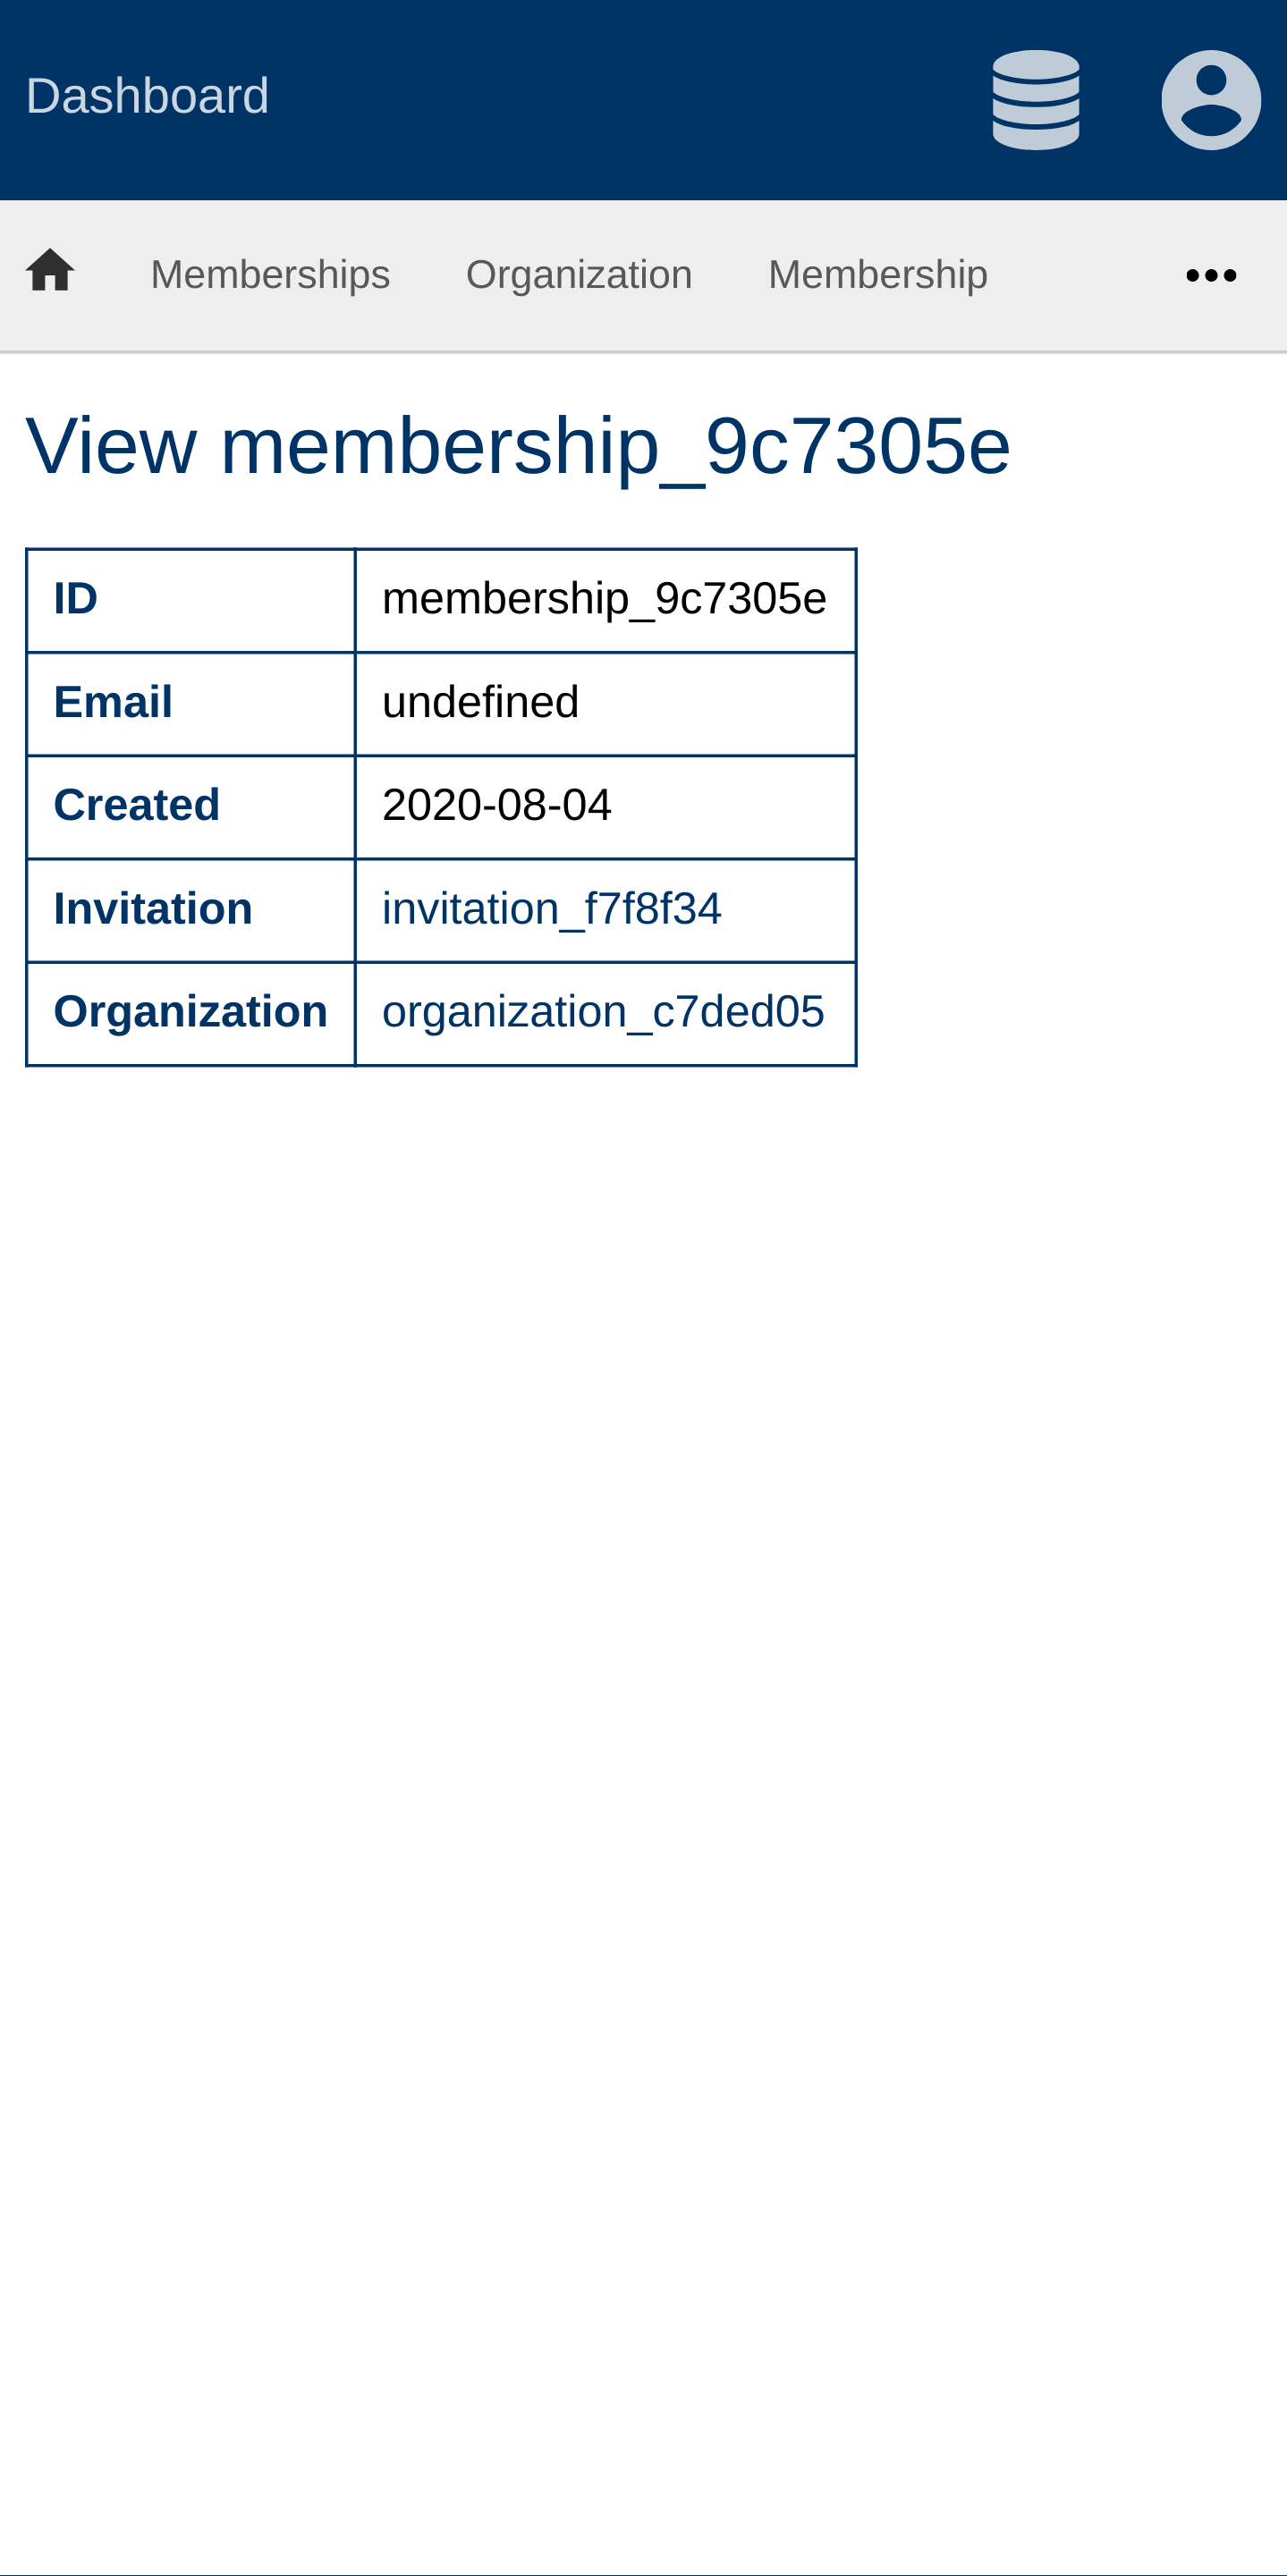 Dashboard
Memberships Organization Membership
View membership_9c7305e
ID membership_9c7305e
Email undefined
Created 2020-08-04
Invitation invitation_f7f8f34
Organization organization_c7ded05